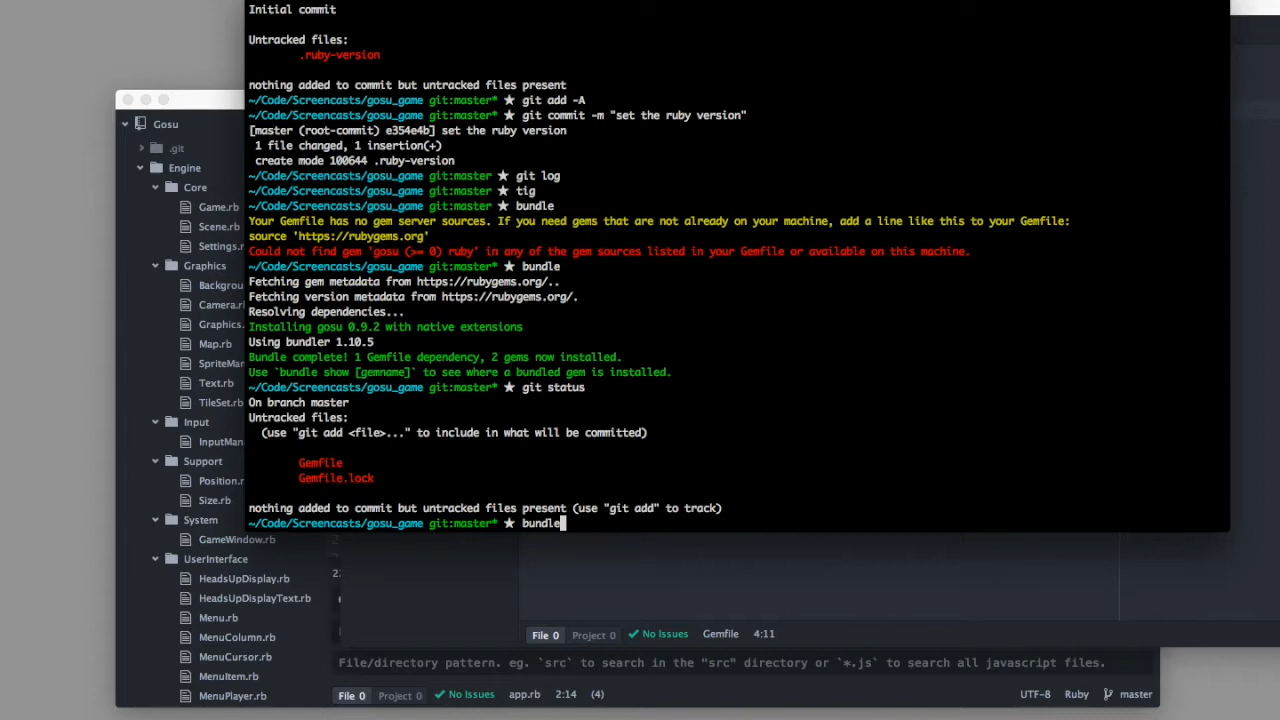 Initial commit
Untracked files:
.ruby-version
nothing added to commit but untracked files present
~/Code/Screencasts/gosu_game git:master* ★ git add -A
~/Code/Screencasts/gosu_game git:master* ★ git commit -m "set the ruby version"
[master (root-commit) e354e4b] set the ruby version
1 file changed, 1 insertion(+)
create mode 100644 .ruby-version
~/Code/Screencasts/gosu_game git:master ★ git log
~/Code/Screencasts/gosu_game git:master ★ tig
~/Code/Screencasts/gosu_game git:master ★ bundle
Your Gemfile has no gem server sources. If you need gems that are not already on your machine, add a line like this to your Gemfile:
source 'https://rubygems.org'
Could not find gem 'gosu (>= 0) ruby' in any of the gem sources listed in your Gemfile or available on this machine.
~/Code/Screencasts/gosu_game git:master* ★ bundle
Fetching gem metadata from https://rubygems.org/..
Fetching version metadata from https://rubygems.org/.
Resolving dependencies...
Installing gosu 0.9.2 with native extensions
Using bundler 1.10.5
Bundle complete! 1 Gemfile dependency, 2 gems now installed.
Use `bundle show [gemname]` to see where a bundled gem is installed.
~/Code/Screencasts/gosu_game git:master* ★ git status
On branch master
Untracked files:
(use "git add <file>..." to include in what will be committed)
Gemfile
Gemfile.lock
nothing added to commit but untracked files present (use "git add" to track)
~/Code/Screencasts/gosu_game git:master* ★ bundle
Gosu
.git
Engine
Core
Game.rb
Scene.rb
Settings.r
Graphics
Backgrou
Camera.rb
Graphics.
Map.rb
SpriteMan
Text.rb
TileSet.rb
Input
InputMan
Support
Position.r
Size.rb
System
GameWindow.rb
UserInterface
HeadsUpDisplay.rb
HeadsUpDisplayText.rb
Menu.rb
MenuColumn.rb
MenuCursor.rb
MenuItem.rb
MenuPlayer.rb
File 0 Project 0 No Issues Gemfile 4:11
File/directory pattern. eg. `src` to search in the "src" directory or `*.js` to search all javascript files.
File 0 Project 0 No Issues app.rb 2:14 (4) UTF-8 Ruby master